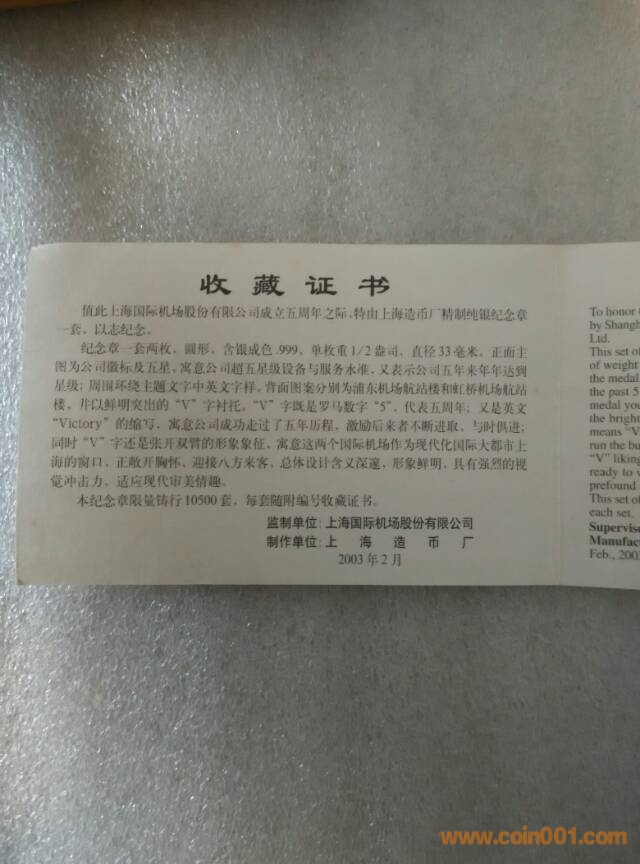 收藏证书
值此上海国际机场股份有限公司成立五周年之际，特由上海造币厂精制纯银纪念章
一套，以志纪念。
纪念章一套两枚，圆形，含银成色.999，单枚重1/2盎司，直径33毫米，正面主
图为公司徽标及五星，寓意公司超五星级设备与服务水准，又表示公司五年来年年达到
星级；周围环绕主题文字中英文字样，背面图案分别为浦东机场航站楼和虹桥机场航站
楼，并以鲜明突出的“V”字衬托。“V”字既是罗马数字“5”，代表五周年，又是英文
“Victory”的缩写，寓意公司成功走过了五年历程，激励后来者不断进取、与时俱进；
同时“V”字还是张开双臂的形象象征，寓意这两个国际机场作为现代化国际大都市上
海的窗口，正敞开胸怀，迎接八方来客。总体设计含义深邃，形象鲜明，具有强烈的视
觉冲击力，适应现代审美情趣。
本纪念章限量铸行10500套，每套随附编号收藏证书。
监制单位：上海国际机场股份有限公司
制作单位：上海造币厂
2003年2月
To honor
by Shangh
Ltd.
This set of
of weight
the medal
the past 5
medal you
the bright
means “V
run the bu
“V” liking
ready to v
prefound
This set of
each set.
Supervise
Manufact
Feb., 200
www.coin001.com